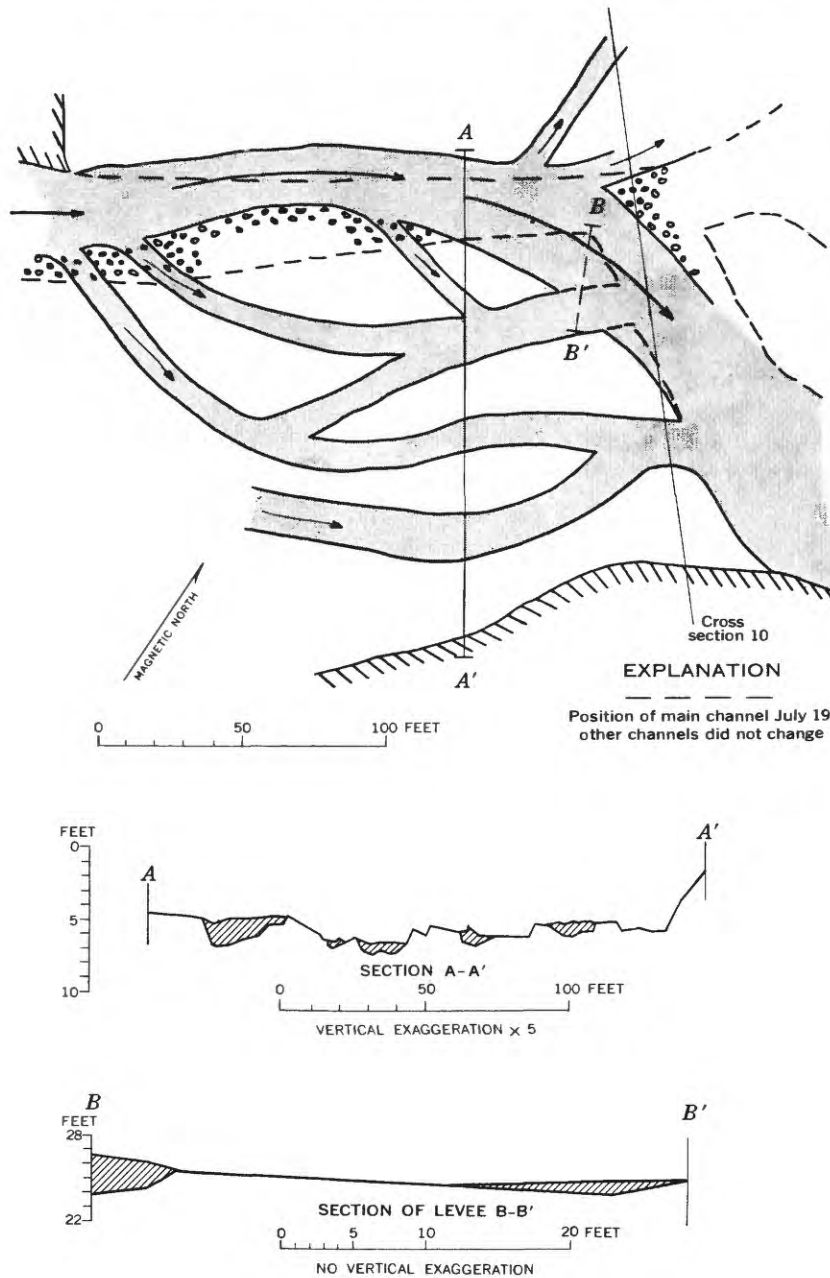 A
B
B'
MAGNETIC NORTH
Cross
section 10
A'
EXPLANATION
Position of main channel July 19
other channels did not change
0 50 100 FEET
FEET
0
5
10
A
A'
SECTION A-A'
0 50 100 FEET
VERTICAL EXAGGERATION × 5
B
FEET
28
22
B'
SECTION OF LEVEE B-B'
0 5 10 20 FEET
NO VERTICAL EXAGGERATION